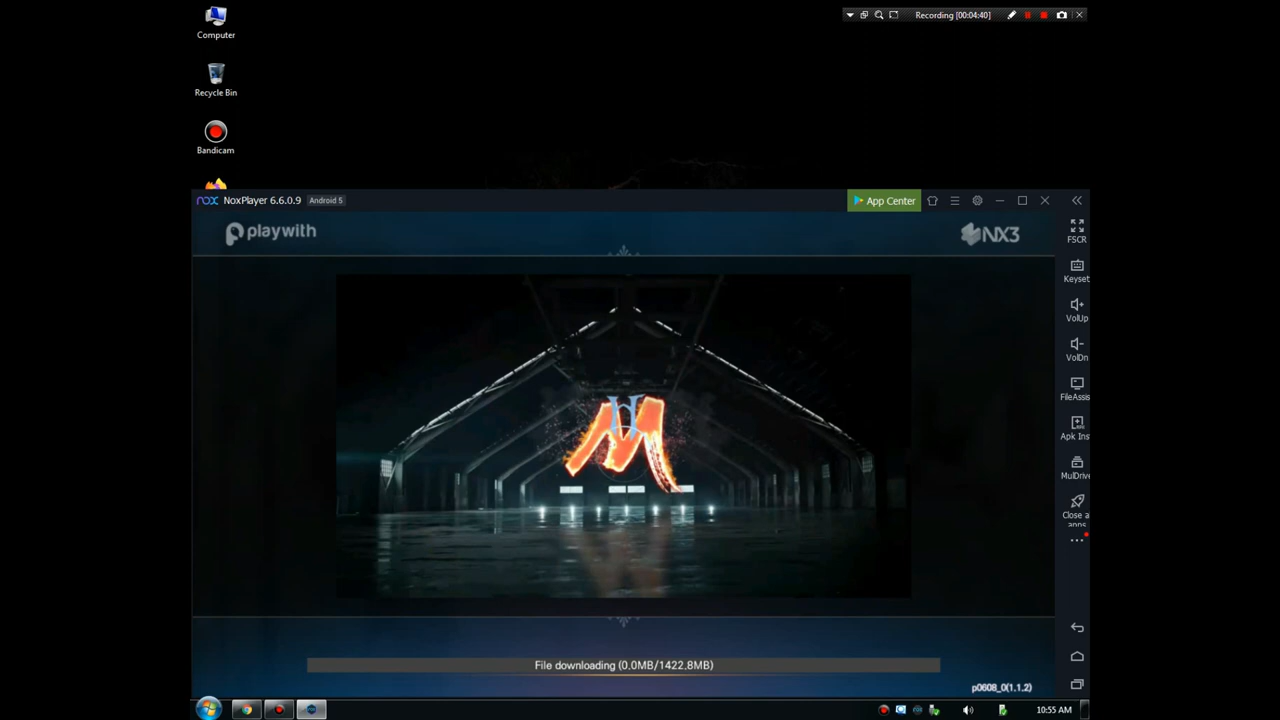 Computer
Recording [00:04:40]
Recycle Bin
Bandicam
nox NoxPlayer 6.6.0.9 Android 5
App Center
playwith
NX3
FSCR
Keyset
VolUp
VolDn
FileAssis
Apk Ins
MulDrive
Close a
apps
M
File downloading (0.0MB/1422.8MB)
p0608_0(1.1.2)
10:55 AM